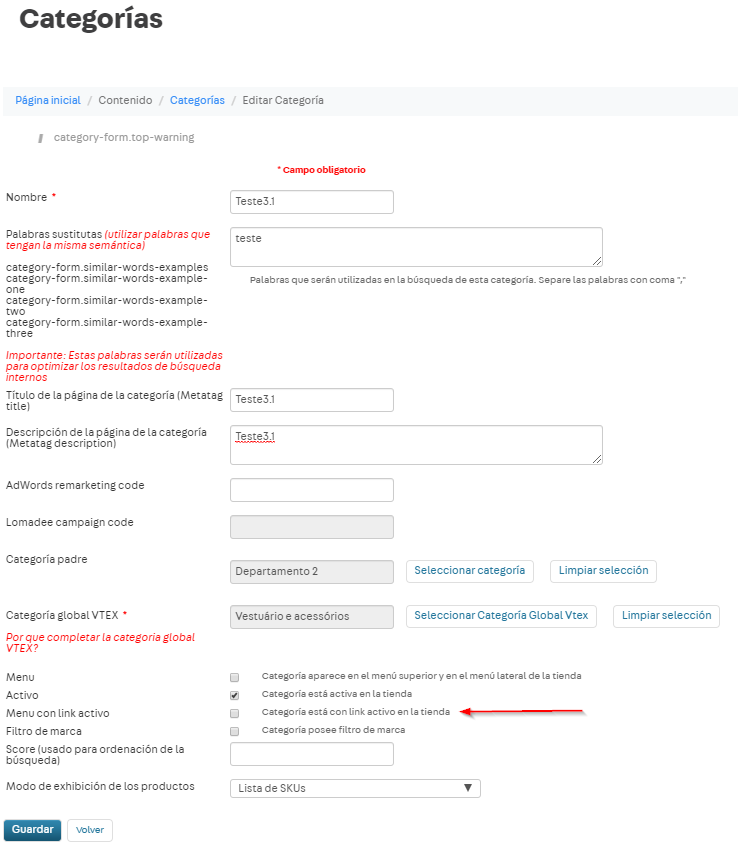 Categorías
Página inicial / Contenido / Categorías / Editar Categoría
category-form.top-warning
* Campo obligatorio
Nombre *
Teste3.1
Palabras sustitutas (utilizar palabras que
tengan la misma semántica)
teste
category-form.similar-words-examples
category-form.similar-words-example-
one
category-form.similar-words-example-
two
category-form.similar-words-example-
three
Palabras que serán utilizadas en la búsqueda de esta categoría. Separe las palabras con coma ","
Importante: Estas palabras serán utilizadas
para optimizar los resultados de búsqueda
internos
Título de la página de la categoría (Metatag
title)
Teste3.1
Descripción de la página de la categoría
(Metatag description)
Teste3.1
AdWords remarketing code
Lomadee campaign code
Categoría padre
Departamento 2 Seleccionar categoría Limpiar selección
Categoría global VTEX *
Vestuário e acessórios Seleccionar Categoría Global Vtex Limpiar selección
Por que completar la categoria global
VTEX?
Menu Categoría aparece en el menú superior y en el menú lateral de la tienda
Activo Categoría está activa en la tienda
Menu con link activo Categoría está con link activo en la tienda
Filtro de marca Categoría posee filtro de marca
Score (usado para ordenación de la
búsqueda)
Modo de exhibición de los productos Lista de SKUs
Guardar Volver